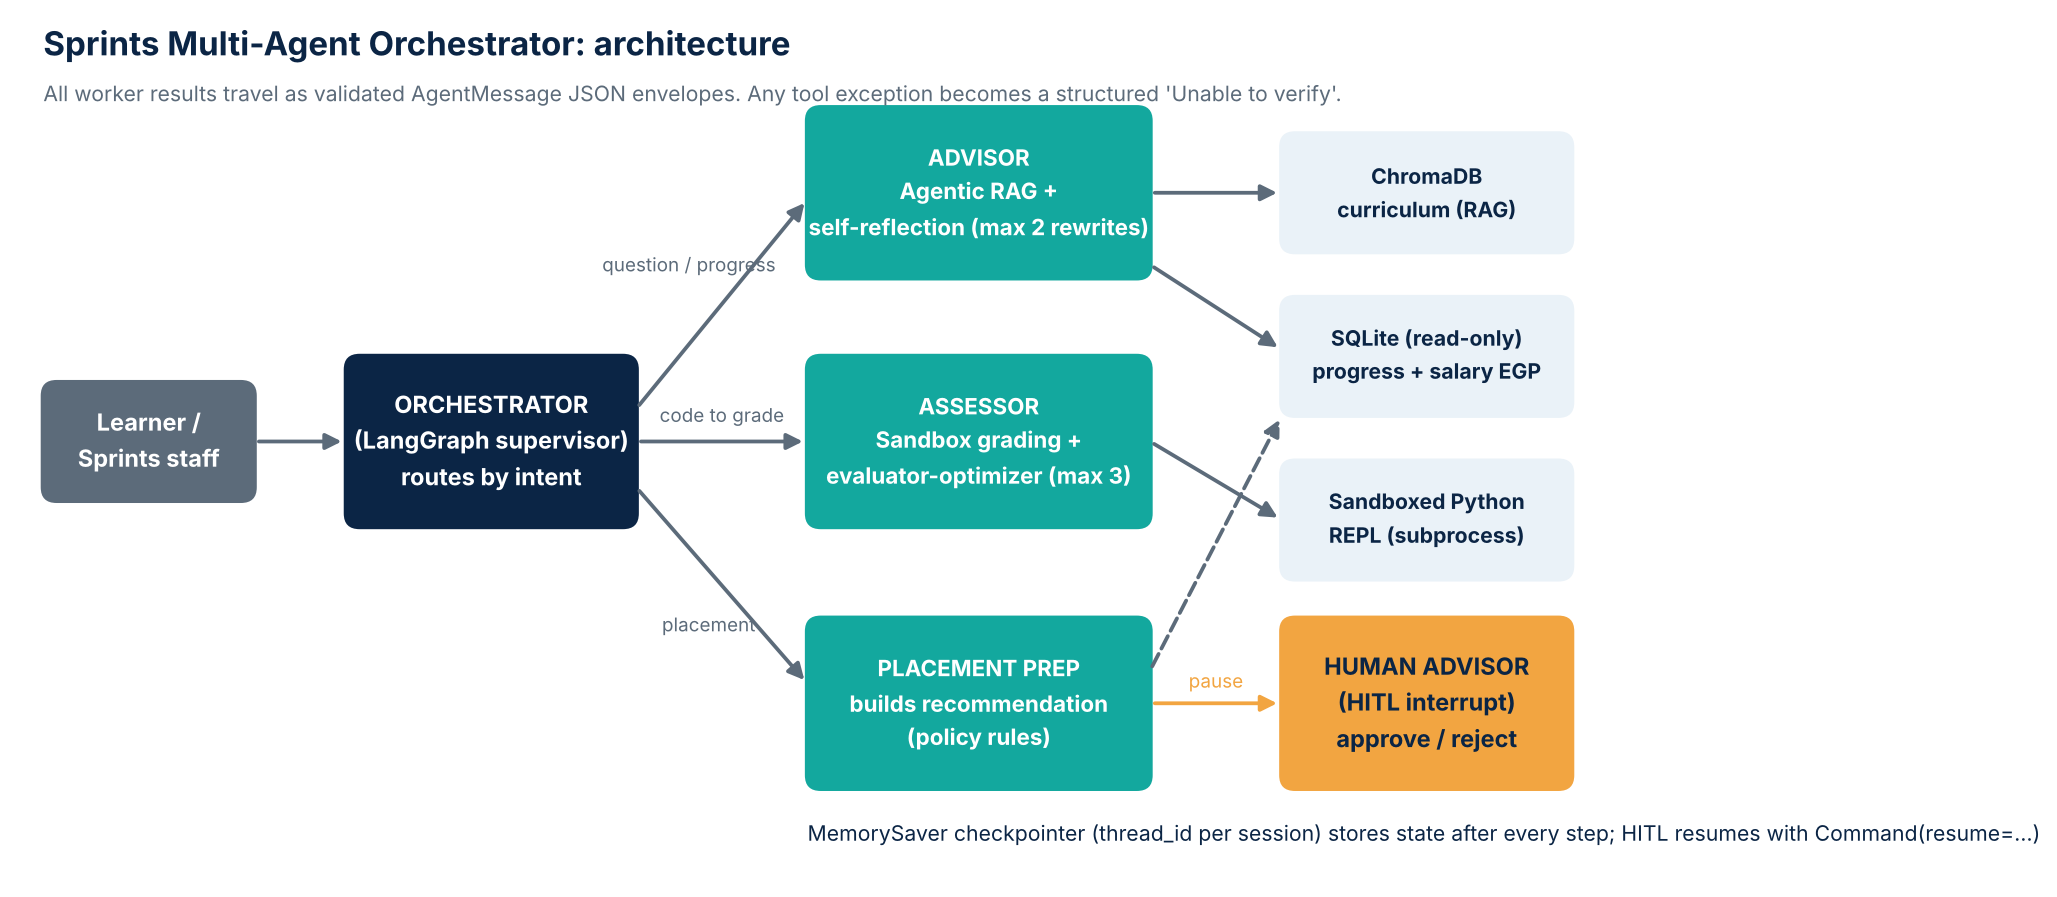 Sprints Multi-Agent Orchestrator: architecture
All worker results travel as validated AgentMessage JSON envelopes. Any tool exception becomes a structured 'Unable to verify'.
Learner /
Sprints staff
ORCHESTRATOR
(LangGraph supervisor)
routes by intent
question / progress
code to grade
placement
ADVISOR
Agentic RAG +
self-reflection (max 2 rewrites)
ASSESSOR
Sandbox grading +
evaluator-optimizer (max 3)
PLACEMENT PREP
builds recommendation
(policy rules)
pause
ChromaDB
curriculum (RAG)
SQLite (read-only)
progress + salary EGP
Sandboxed Python
REPL (subprocess)
HUMAN ADVISOR
(HITL interrupt)
approve / reject
MemorySaver checkpointer (thread_id per session) stores state after every step; HITL resumes with Command(resume=...)